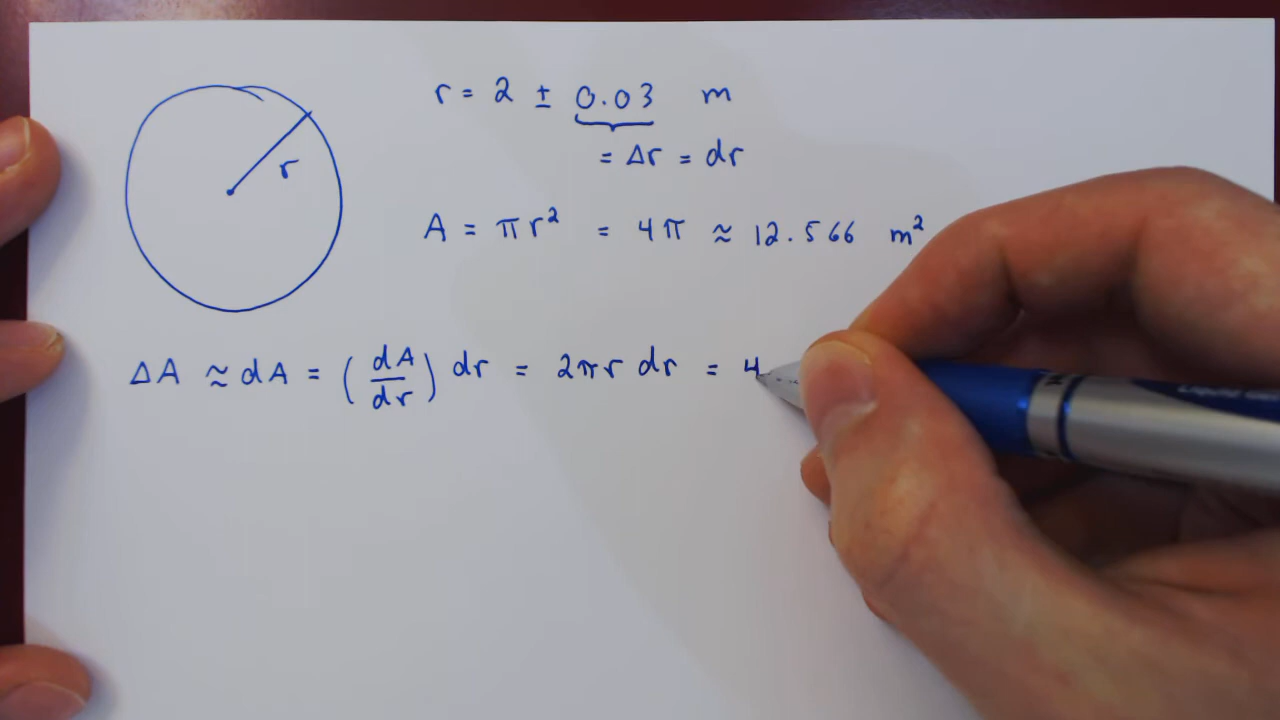 r = 2 ± 0.03 m
= Δr = dr
r
A = πr² = 4π ≈ 12.566 m²
ΔA ≈ dA = (dA/dr) dr = 2πr dr = 4